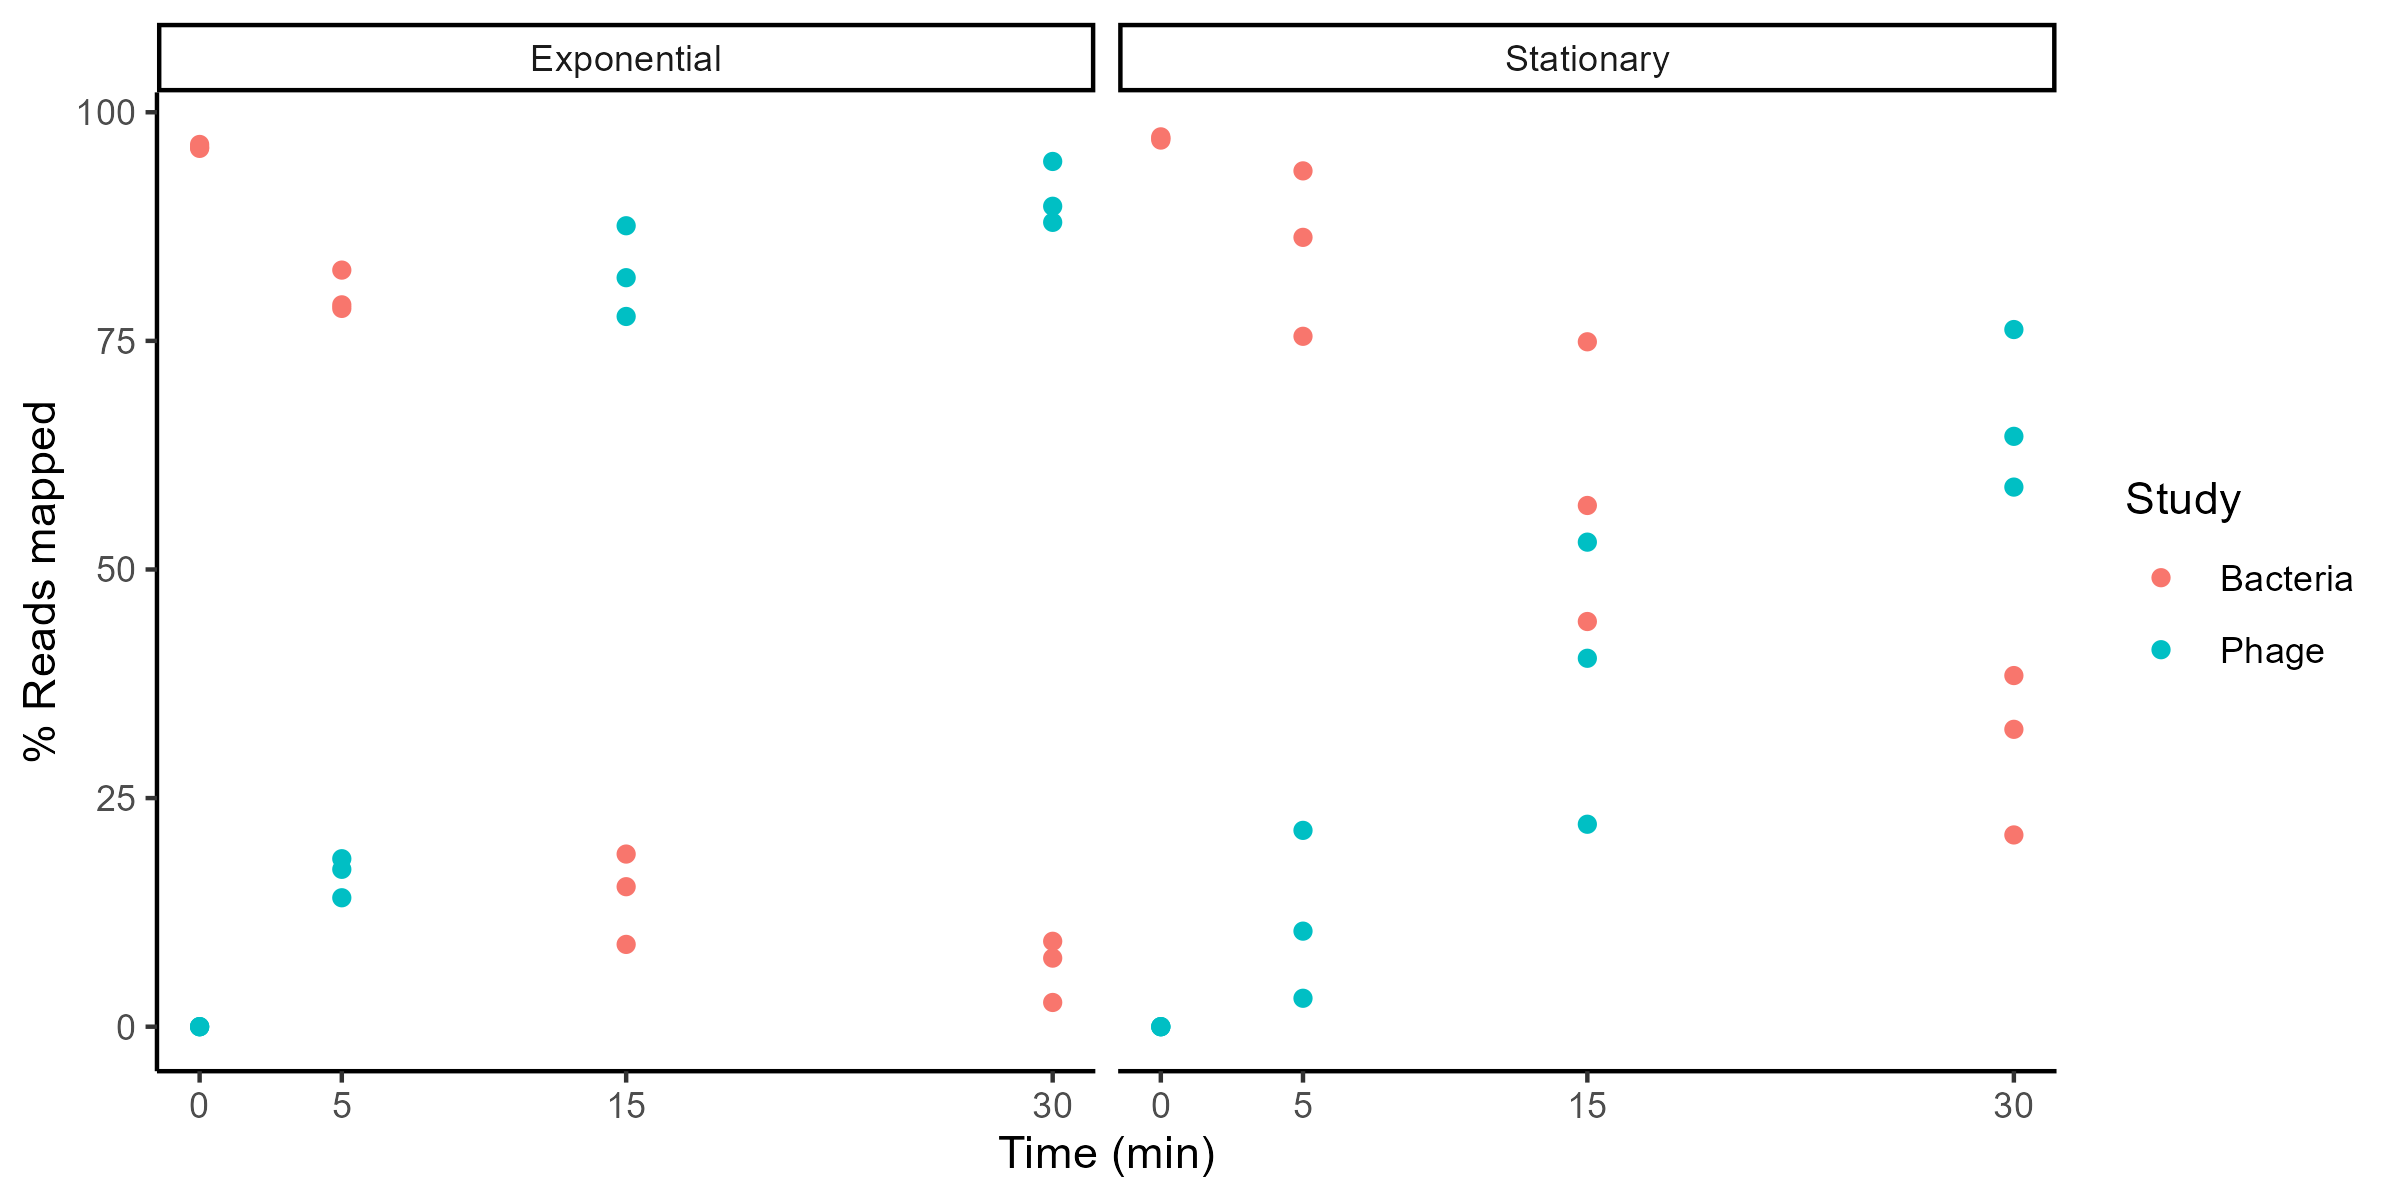 Exponential
Stationary
100
75
50
25
0
% Reads mapped
0 5 15 30
0 5 15 30
Time (min)
Study
Bacteria
Phage